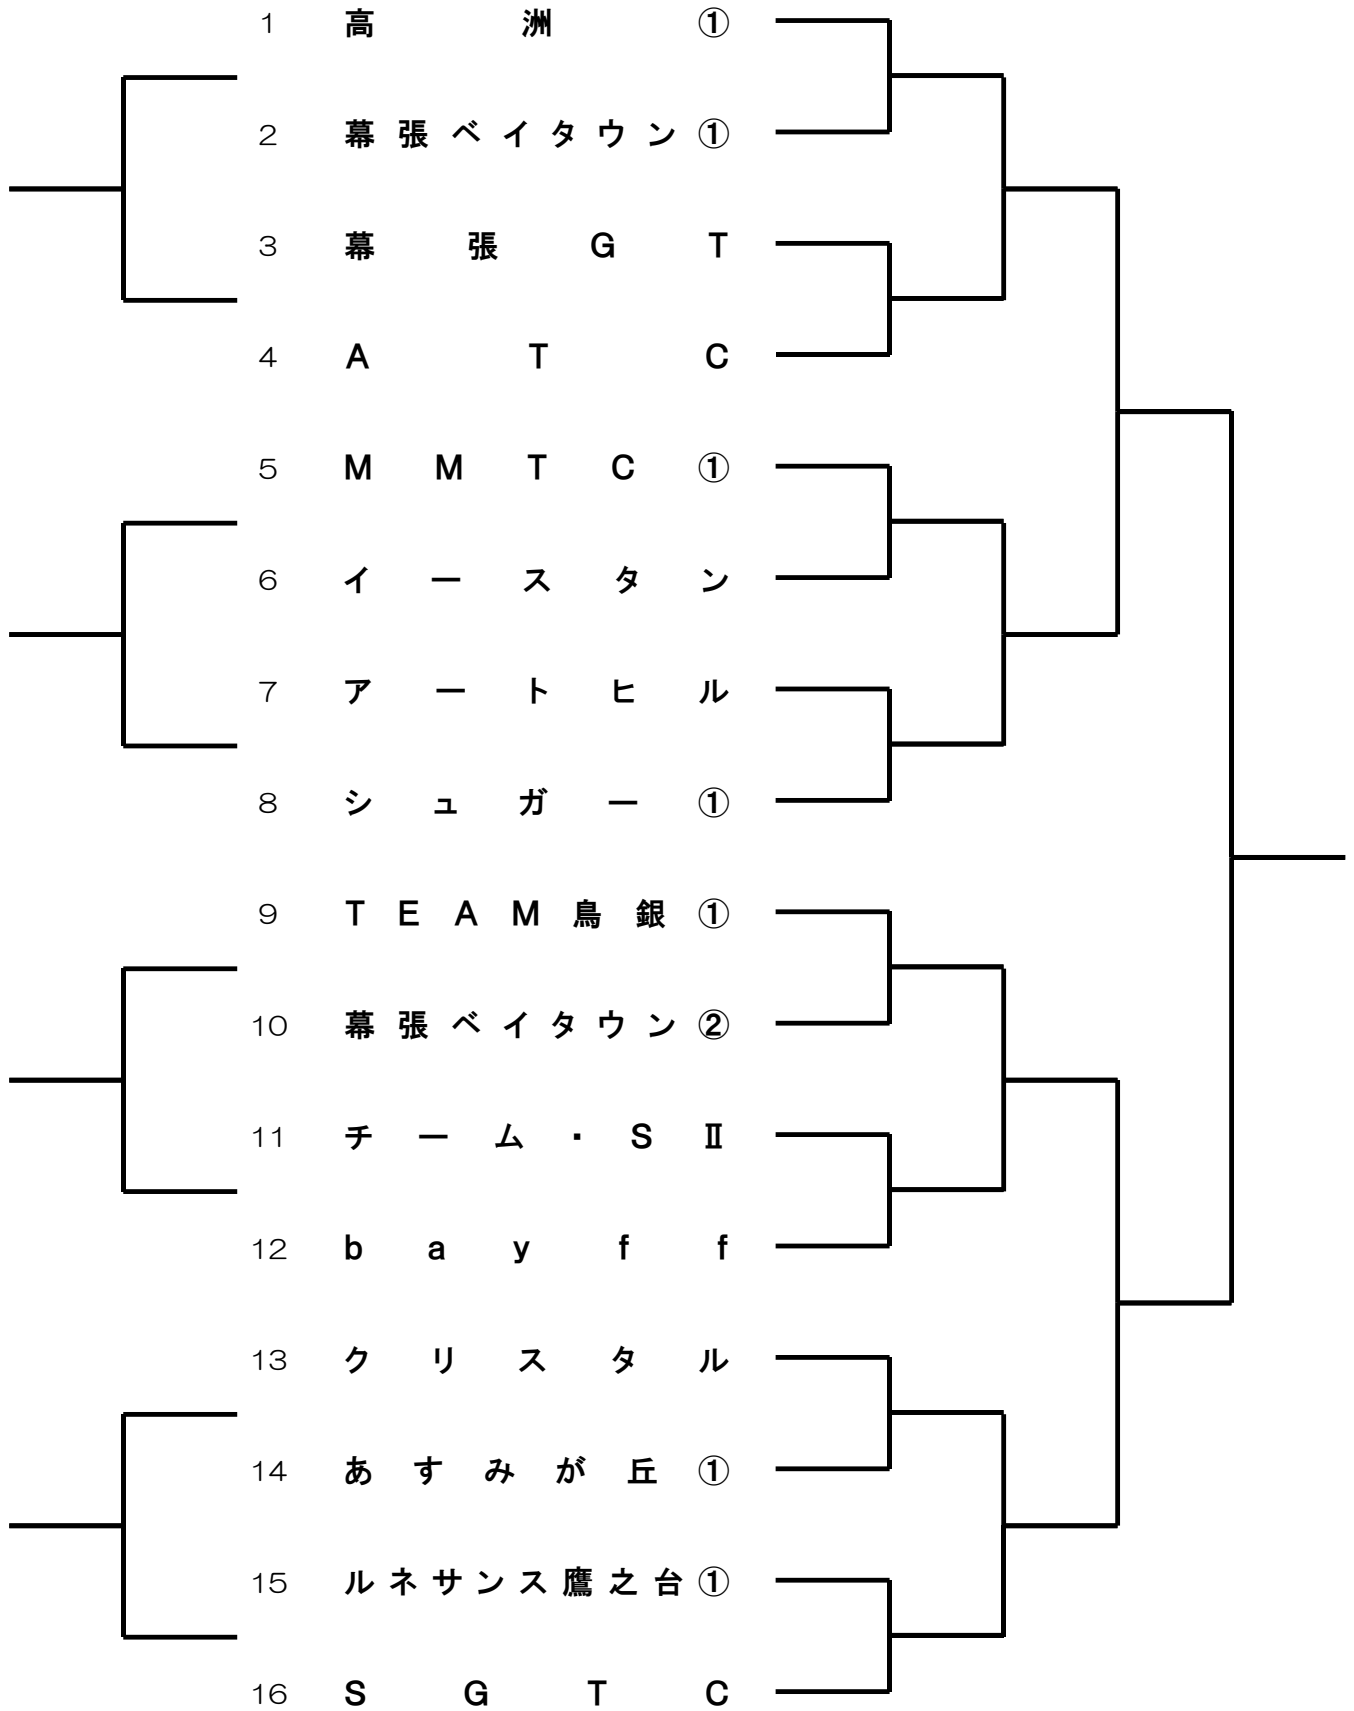 1 高洲①
2 幕張ベイタウン①
3 幕張GT
4 ATC
5 MMTC①
6 イースタン
7 アートヒル
8 シュガー①
9 TEAM鳥銀①
10 幕張ベイタウン②
11 チーム・SⅡ
12 bayff
13 クリスタル
14 あすみが丘①
15 ルネサンス鷹之台①
16 SGTC